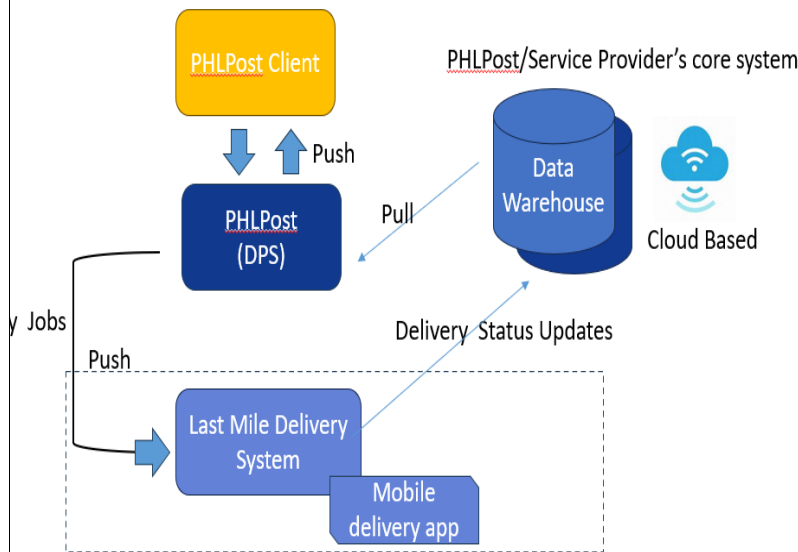 PHLPost Client
PHLPost/Service Provider's core system
Push
Data
Warehouse
PHLPost
(DPS)
Pull
Cloud Based
y Jobs
Delivery Status Updates
Push
Last Mile Delivery
System
Mobile
delivery app